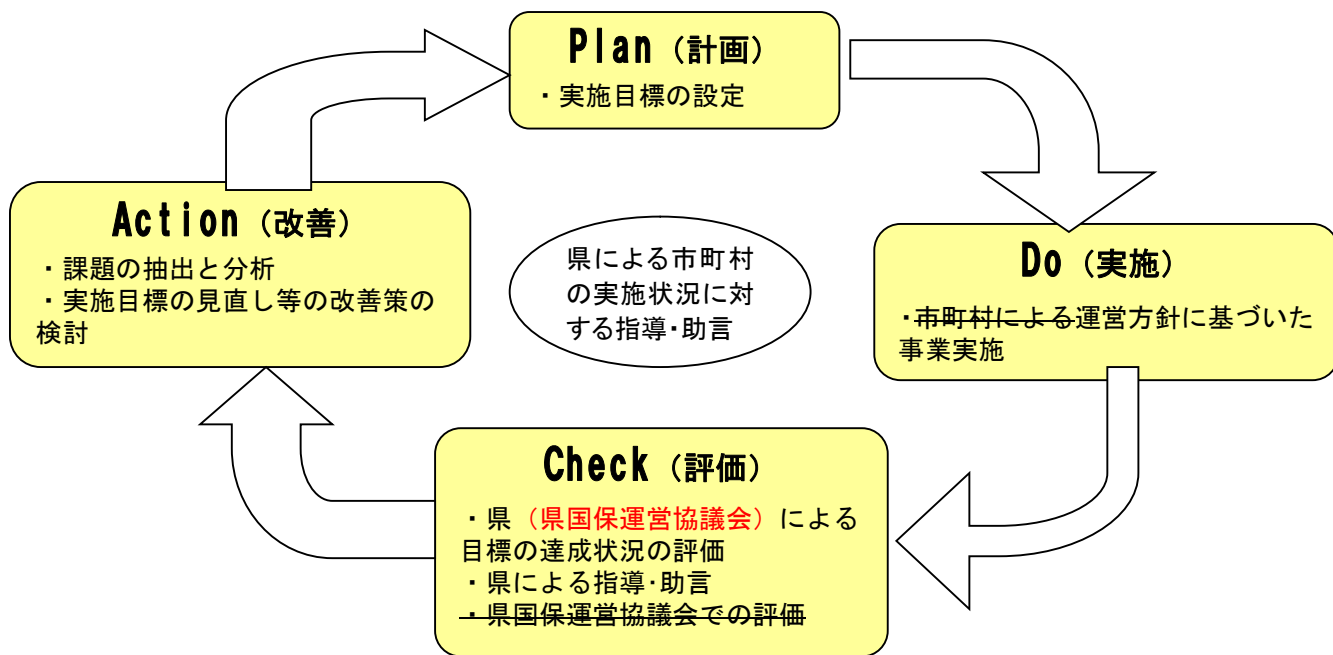 Plan（計画）
・実施目標の設定
Action（改善）
・課題の抽出と分析
・実施目標の見直し等の改善策の
検討
県による市町村
の実施状況に対
する指導・助言
Do（実施）
・市町村による運営方針に基づいた
事業実施
Check（評価）
・県（県国保運営協議会）による
目標の達成状況の評価
・県による指導・助言
・県国保運営協議会での評価